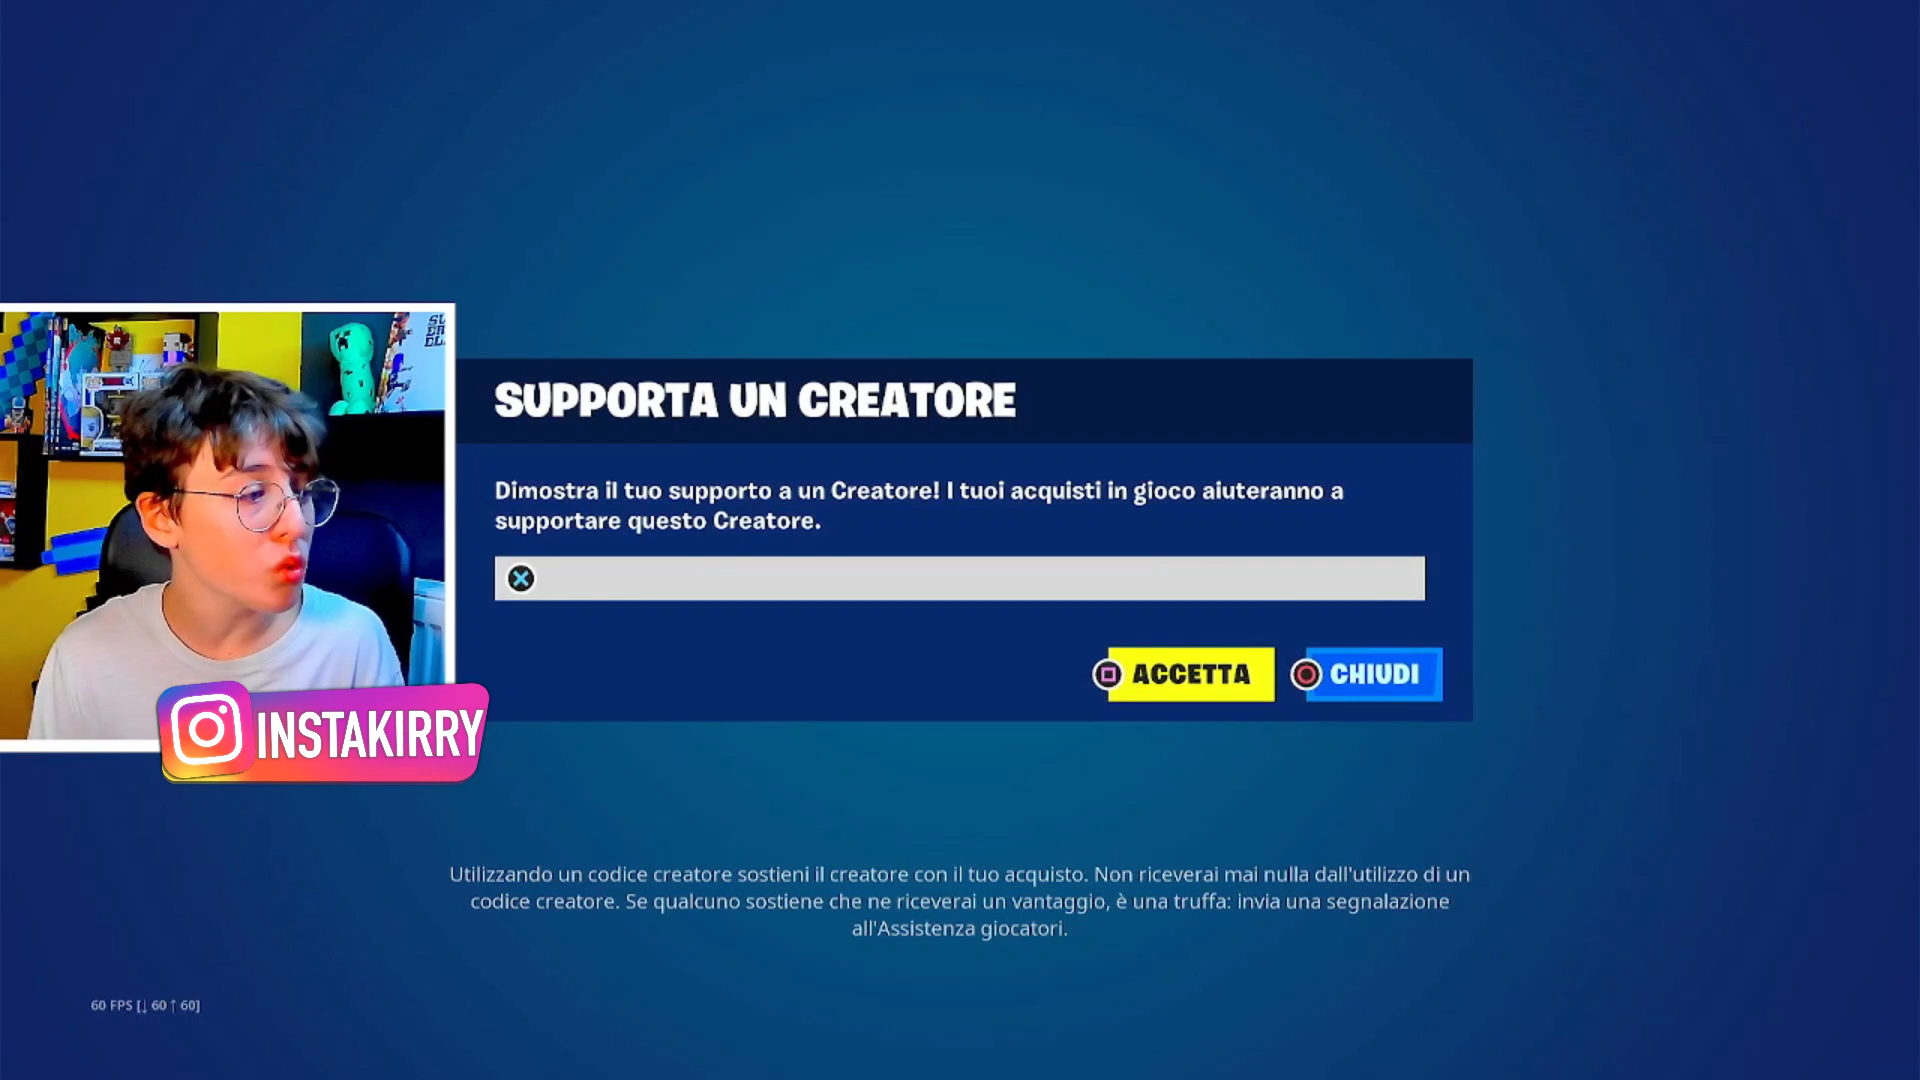 SUPPORTA UN CREATORE
Dimostra il tuo supporto a un Creatore! I tuoi acquisti in gioco aiuteranno a
supportare questo Creatore.
ACCETTA
CHIUDI
INSTAKIRRY
Utilizzando un codice creatore sostieni il creatore con il tuo acquisto. Non riceverai mai nulla dall'utilizzo di un
codice creatore. Se qualcuno sostiene che ne riceverai un vantaggio, è una truffa: invia una segnalazione
all'Assistenza giocatori.
60 FPS [↓ 60 ↑ 60]